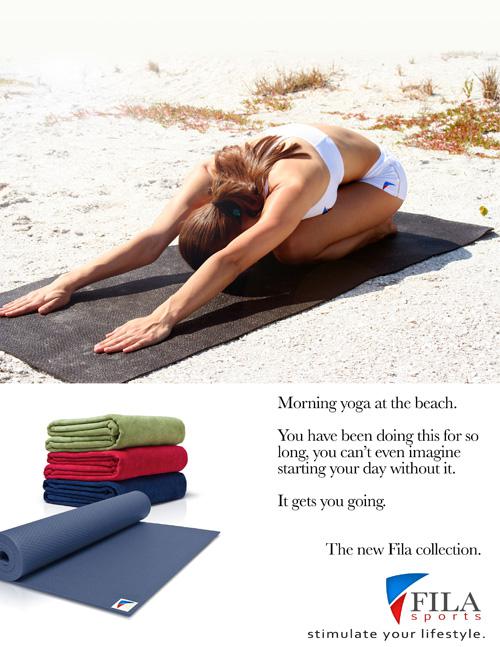 Morning yoga at the beach.
You have been doing this for so
long, you can't even imagine
starting your day without it.
It gets you going.
The new Fila collection.
FILA
sports
stimulate your lifestyle.